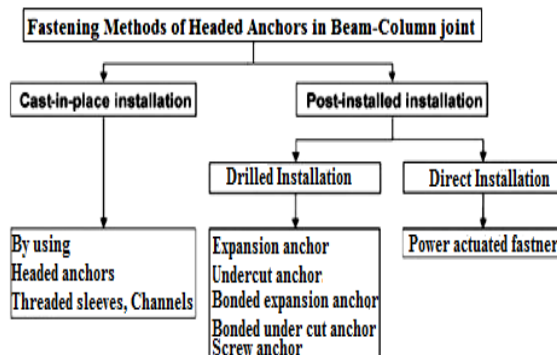 Fastening Methods of Headed Anchors in Beam-Column joint
Cast-in-place installation
Post-installed installation
Drilled Installation
Direct Installation
By using
Headed anchors
Threaded sleeves, Channels
Expansion anchor
Undercut anchor
Bonded expansion anchor
Bonded under cut anchor
Screw anchor
Power actuated fastner